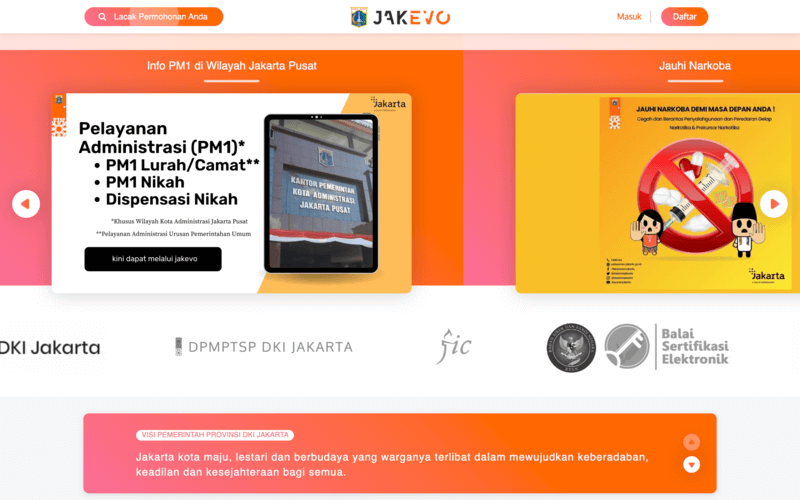 Lacak Permohonan Anda
JAKEVO
Masuk
Daftar
Info PM1 di Wilayah Jakarta Pusat
Jauhi Narkoba
Jakarta
Pelayanan
Administrasi (PM1)*
• PM1 Lurah/Camat**
• PM1 Nikah
• Dispensasi Nikah
*Khusus Wilayah Kota Administrasi Jakarta Pusat
**Pelayanan Administrasi Urusan Pemerintahan Umum
kini dapat melalui jakevo
KANTOR PEMERINTAH
KOTA ADMINISTRASI
JAKARTA PUSAT
JAUHI NARKOBA DEMI MASA DEPAN ANDA !
Cegah dan Berantas Penyalahgunaan dan Peredaran Gelap
Narkotika & Prekursor Narkotika
Jakarta
DKI Jakarta
DPMPTSP DKI JAKARTA
jic
Balai
Sertifikasi
Elektronik
VISI PEMERINTAH PROVINSI DKI JAKARTA
Jakarta kota maju, lestari dan berbudaya yang warganya terlibat dalam mewujudkan keberadaban,
keadilan dan kesejahteraan bagi semua.